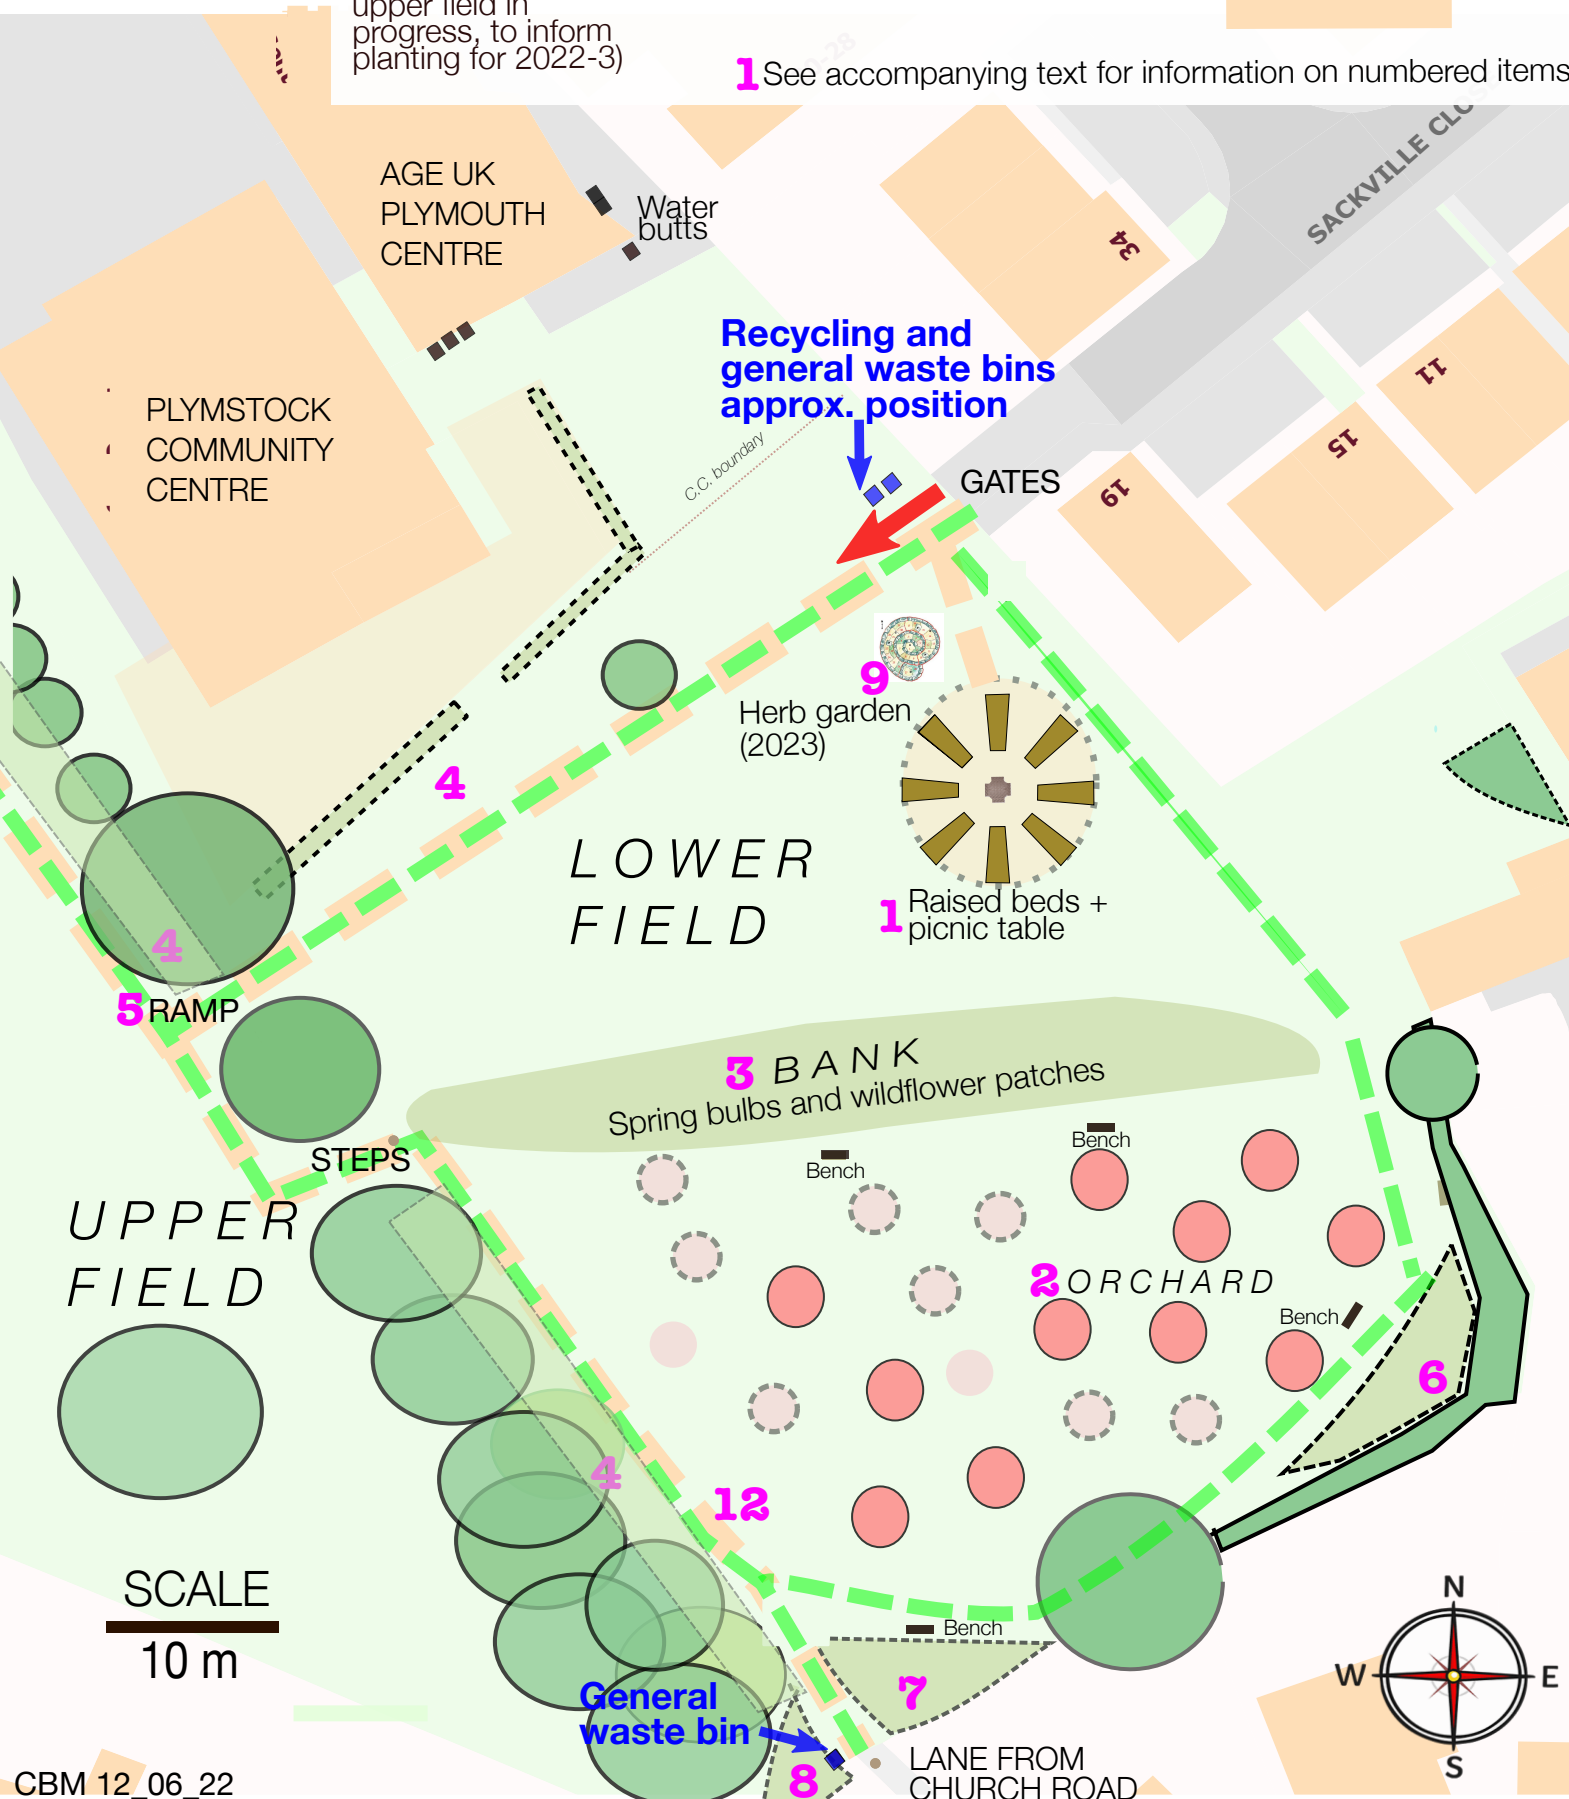 upper field in
progress, to inform
planting for 2022-3)
1 See accompanying text for information on numbered items
SACKVILLE CLOS
AGE UK
PLYMOUTH
CENTRE
Water
butts
34
Recycling and
general waste bins
approx. position
11
15
19
PLYMSTOCK
COMMUNITY
CENTRE
C.C. boundary
GATES
9
Herb garden
(2023)
4
LOWER
FIELD
1 Raised beds +
picnic table
4
5 RAMP
3 BANK
Spring bulbs and wildflower patches
STEPS
Bench
Bench
UPPER
FIELD
2 ORCHARD
Bench
6
4
12
SCALE
10 m
Bench
7
General
waste bin
8
LANE FROM
CHURCH ROAD
N
W
E
S
CBM 12_06_22